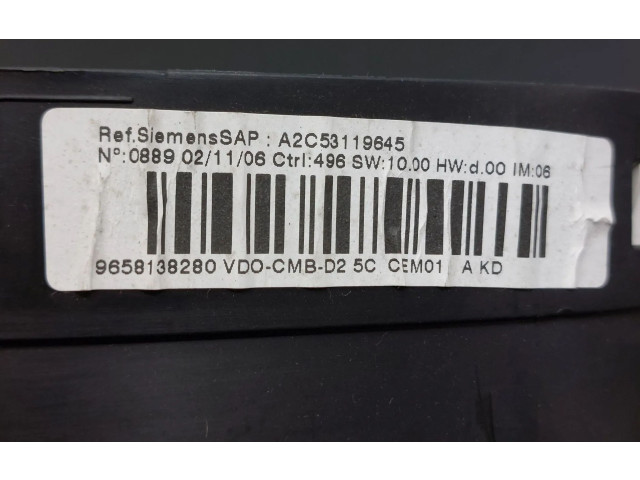 Ref.SiemensSAP : A2C53119645
N°:0889 02/11/06 Ctrl:496 SW:10.00 HW:d.00 IM:06
9658138280 VDO-CMB-D2 5C CEM01 A KD